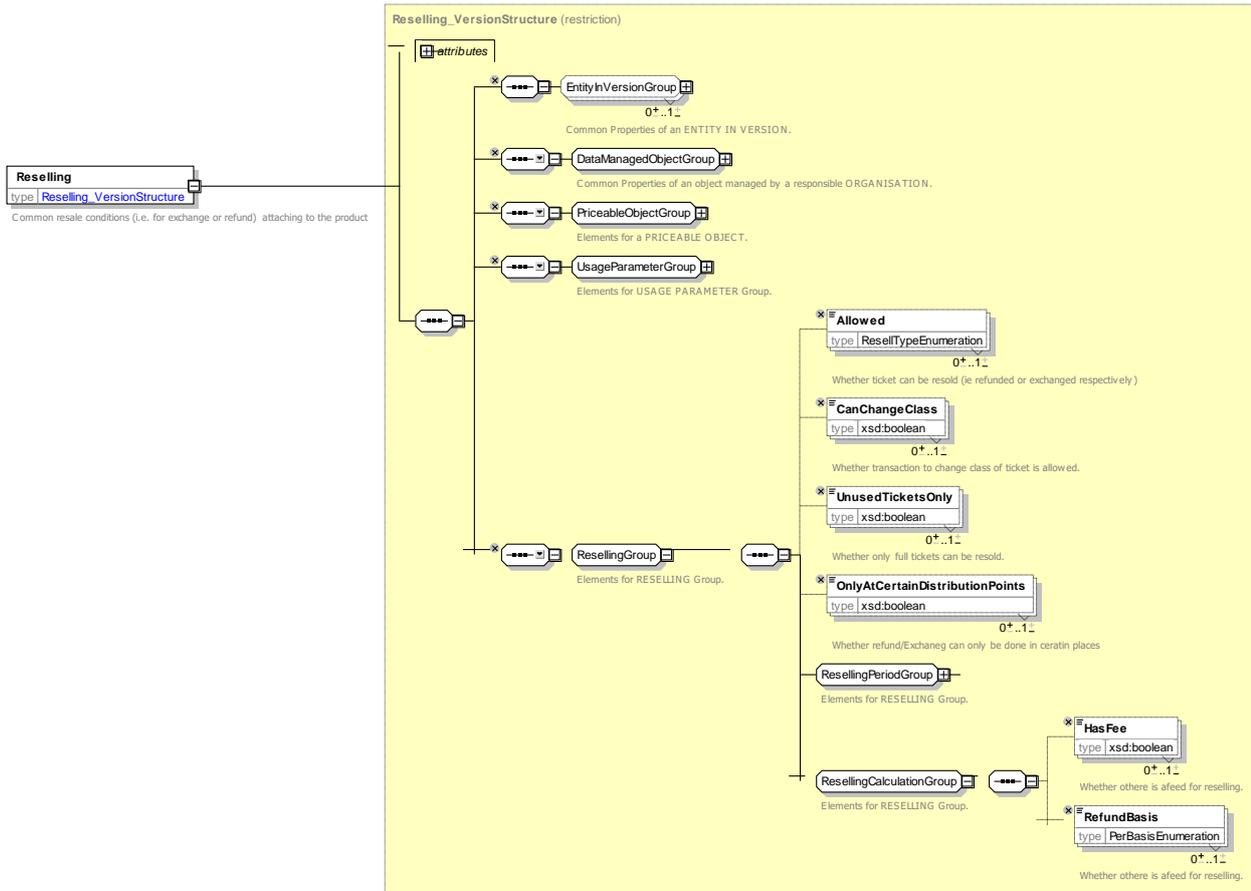 Reselling_VersionStructure (restriction)
attributes
EntityInVersionGroup
0..1
Common Properties of an ENTITY IN VERSION.
DataManagedObjectGroup
Common Properties of an object managed by a responsible ORGANISATION.
Reselling
type Reselling_VersionStructure
Common resale conditions (i.e. for exchange or refund) attaching to the product
PriceableObjectGroup
Elements for a PRICEABLE OBJECT.
UsageParameterGroup
Elements for USAGE PARAMETER Group.
Allowed
type ResellTypeEnumeration
0..1
Whether ticket can be resold (ie refunded or exchanged respectively)
CanChangeClass
type xsd:boolean
0..1
Whether transaction to change class of ticket is allowed.
UnusedTicketsOnly
type xsd:boolean
0..1
Whether only full tickets can be resold.
ResellingGroup
Elements for RESELLING Group.
OnlyAtCertainDistributionPoints
type xsd:boolean
0..1
Whether refund/Exchaneg can only be done in ceratin places
ResellingPeriodGroup
Elements for RESELLING Group.
HasFee
type xsd:boolean
0..1
Whether othere is afeed for reselling.
ResellingCalculationGroup
Elements for RESELLING Group.
RefundBasis
type PerBasisEnumeration
0..1
Whether othere is afeed for reselling.